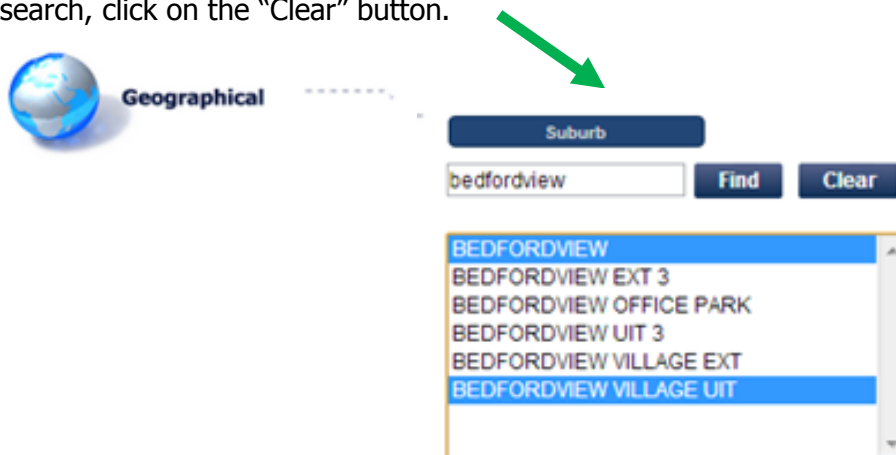 search, click on the “Clear” button.
Geographical
Suburb
bedfordview Find Clear
BEDFORDVIEW
BEDFORDVIEW EXT 3
BEDFORDVIEW OFFICE PARK
BEDFORDVIEW UIT 3
BEDFORDVIEW VILLAGE EXT
BEDFORDVIEW VILLAGE UIT